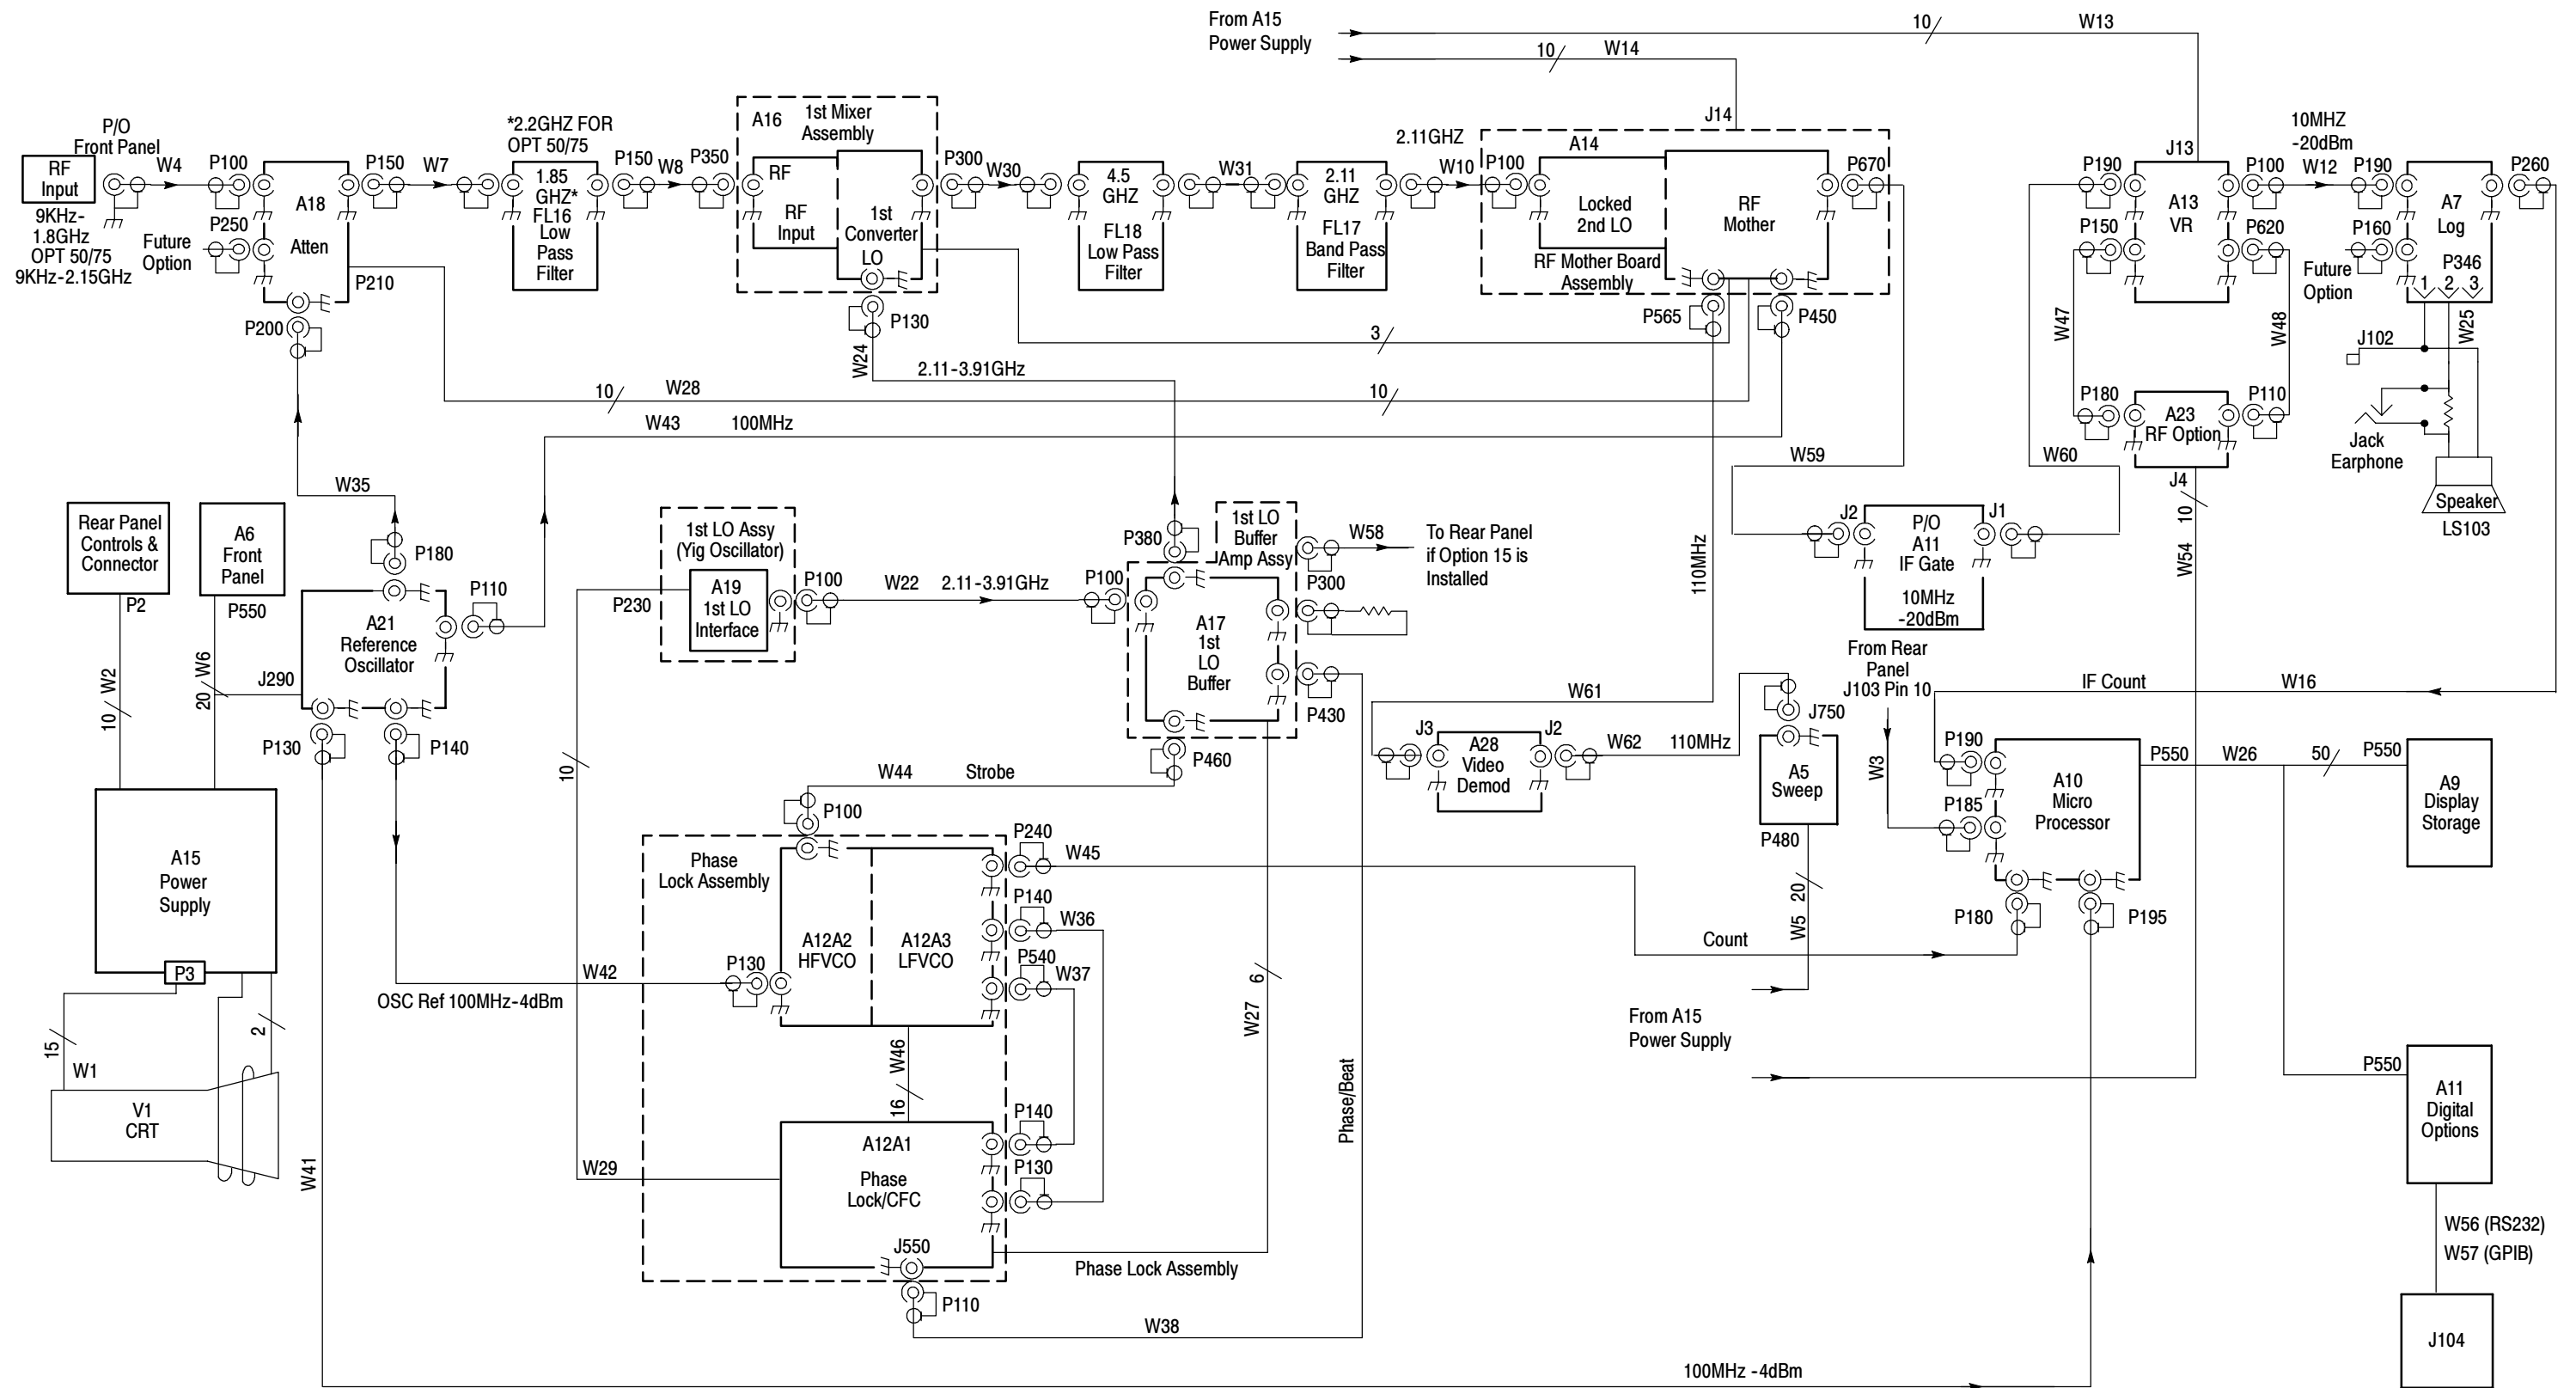 From A15
Power Supply
10
W13
10
W14
P/O
Front Panel
RF
Input
9KHz-
1.8GHz
OPT 50/75
9KHz-2.15GHz
W4
P100
P250
Future
Option
A18
Atten
P150
W7
P210
P200
*2.2GHZ FOR
OPT 50/75
1.85
GHZ*
FL16
Low
Pass
Filter
P150
W8
P350
A16
1st Mixer
Assembly
RF
RF
Input
1st
Converter
LO
P300
W30
P130
W24
2.11-3.91GHz
4.5
GHZ
FL18
Low Pass
Filter
W31
2.11
GHZ
FL17
Band Pass
Filter
2.11GHZ
W10
P100
J14
A14
Locked
2nd LO
RF
Mother
RF Mother Board
Assembly
P670
P565
P450
3
10
W28
10
W43
100MHz
J13
P190
P150
A13
VR
P100
P620
10MHZ
-20dBm
W12
P190
P160
Future
Option
A7
Log
P346
1 2 3
P260
W47
W48
W25
J102
P180
A23
RF Option
P110
J4
Jack
Earphone
Speaker
LS103
W59
W60
10
W54
J2
P/O
A11
IF Gate
10MHz
-20dBm
J1
W35
Rear Panel
Controls &
Connector
P2
A6
Front
Panel
P550
P180
P110
A21
Reference
Oscillator
J290
P130
P140
10
W2
20
W6
1st LO Assy
(Yig Oscillator)
A19
1st LO
Interface
P230
P100
W22
2.11-3.91GHz
P100
P380
1st LO
Buffer
Amp Assy
W58
To Rear Panel
if Option 15 is
Installed
P300
A17
1st
LO
Buffer
P430
P460
110MHz
W61
J3
A28
Video
Demod
J2
W62
110MHz
J750
A5
Sweep
P480
20
W5
From Rear
Panel
J103 Pin 10
W3
IF Count
W16
P190
P185
A10
Micro
Processor
P550
W26
50
P550
A9
Display
Storage
P180
P195
Count
W44
Strobe
P100
10
Phase
Lock Assembly
A12A2
HFVCO
A12A3
LFVCO
P240
W45
P140
W36
P540
W37
P130
W42
OSC Ref 100MHz-4dBm
W46
16
A12A1
Phase
Lock/CFC
P140
P130
W29
J550
P110
6
W27
Phase/Beat
Phase Lock Assembly
W38
A15
Power
Supply
P3
15
W1
2
V1
CRT
W41
From A15
Power Supply
P550
A11
Digital
Options
W56 (RS232)
W57 (GPIB)
J104
100MHz -4dBm